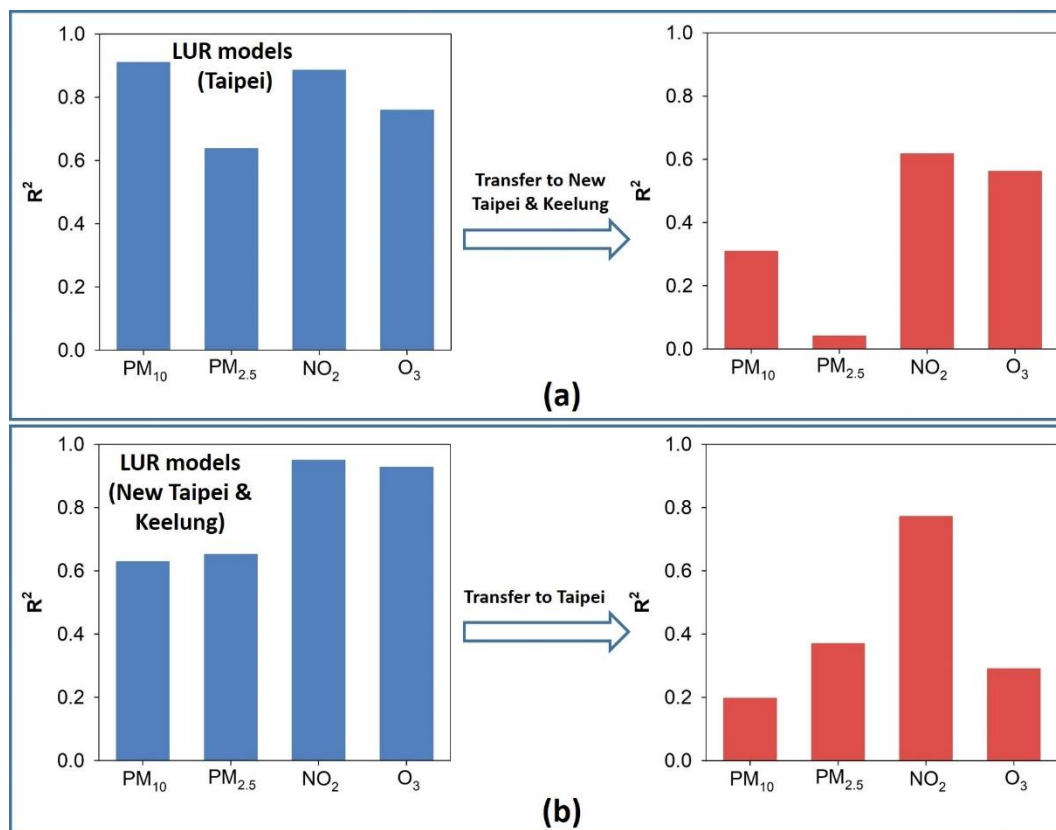 1.0
0.8
0.6
0.4
0.2
0.0
R²
LUR models
(Taipei)
PM₁₀ PM₂.₅ NO₂ O₃
Transfer to New
Taipei & Keelung
1.0
0.8
0.6
0.4
0.2
0.0
R²
PM₁₀ PM₂.₅ NO₂ O₃
(a)
1.0
0.8
0.6
0.4
0.2
0.0
R²
LUR models
(New Taipei &
Keelung)
PM₁₀ PM₂.₅ NO₂ O₃
Transfer to Taipei
1.0
0.8
0.6
0.4
0.2
0.0
R²
PM₁₀ PM₂.₅ NO₂ O₃
(b)